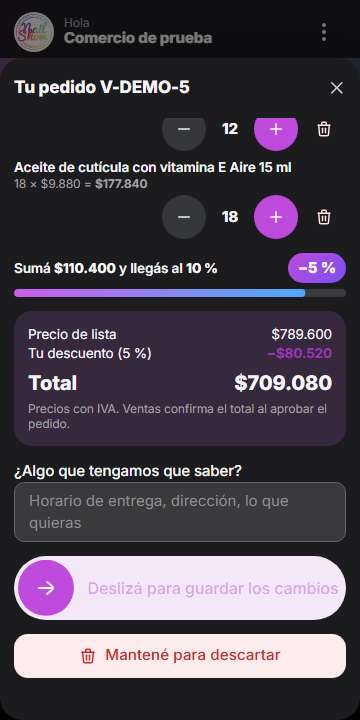 Nail Show
Hola
Comercio de prueba
Tu pedido V-DEMO-5
12
Aceite de cutícula con vitamina E Aire 15 ml
18 × $9.880 = $177.840
18
Sumá $110.400 y llegás al 10 %
−5 %
Precio de lista
$789.600
Tu descuento (5 %)
−$80.520
Total
$709.080
Precios con IVA. Ventas confirma el total al aprobar el
pedido.
¿Algo que tengamos que saber?
Horario de entrega, dirección, lo que
quieras
Deslizá para guardar los cambios
Mantené para descartar